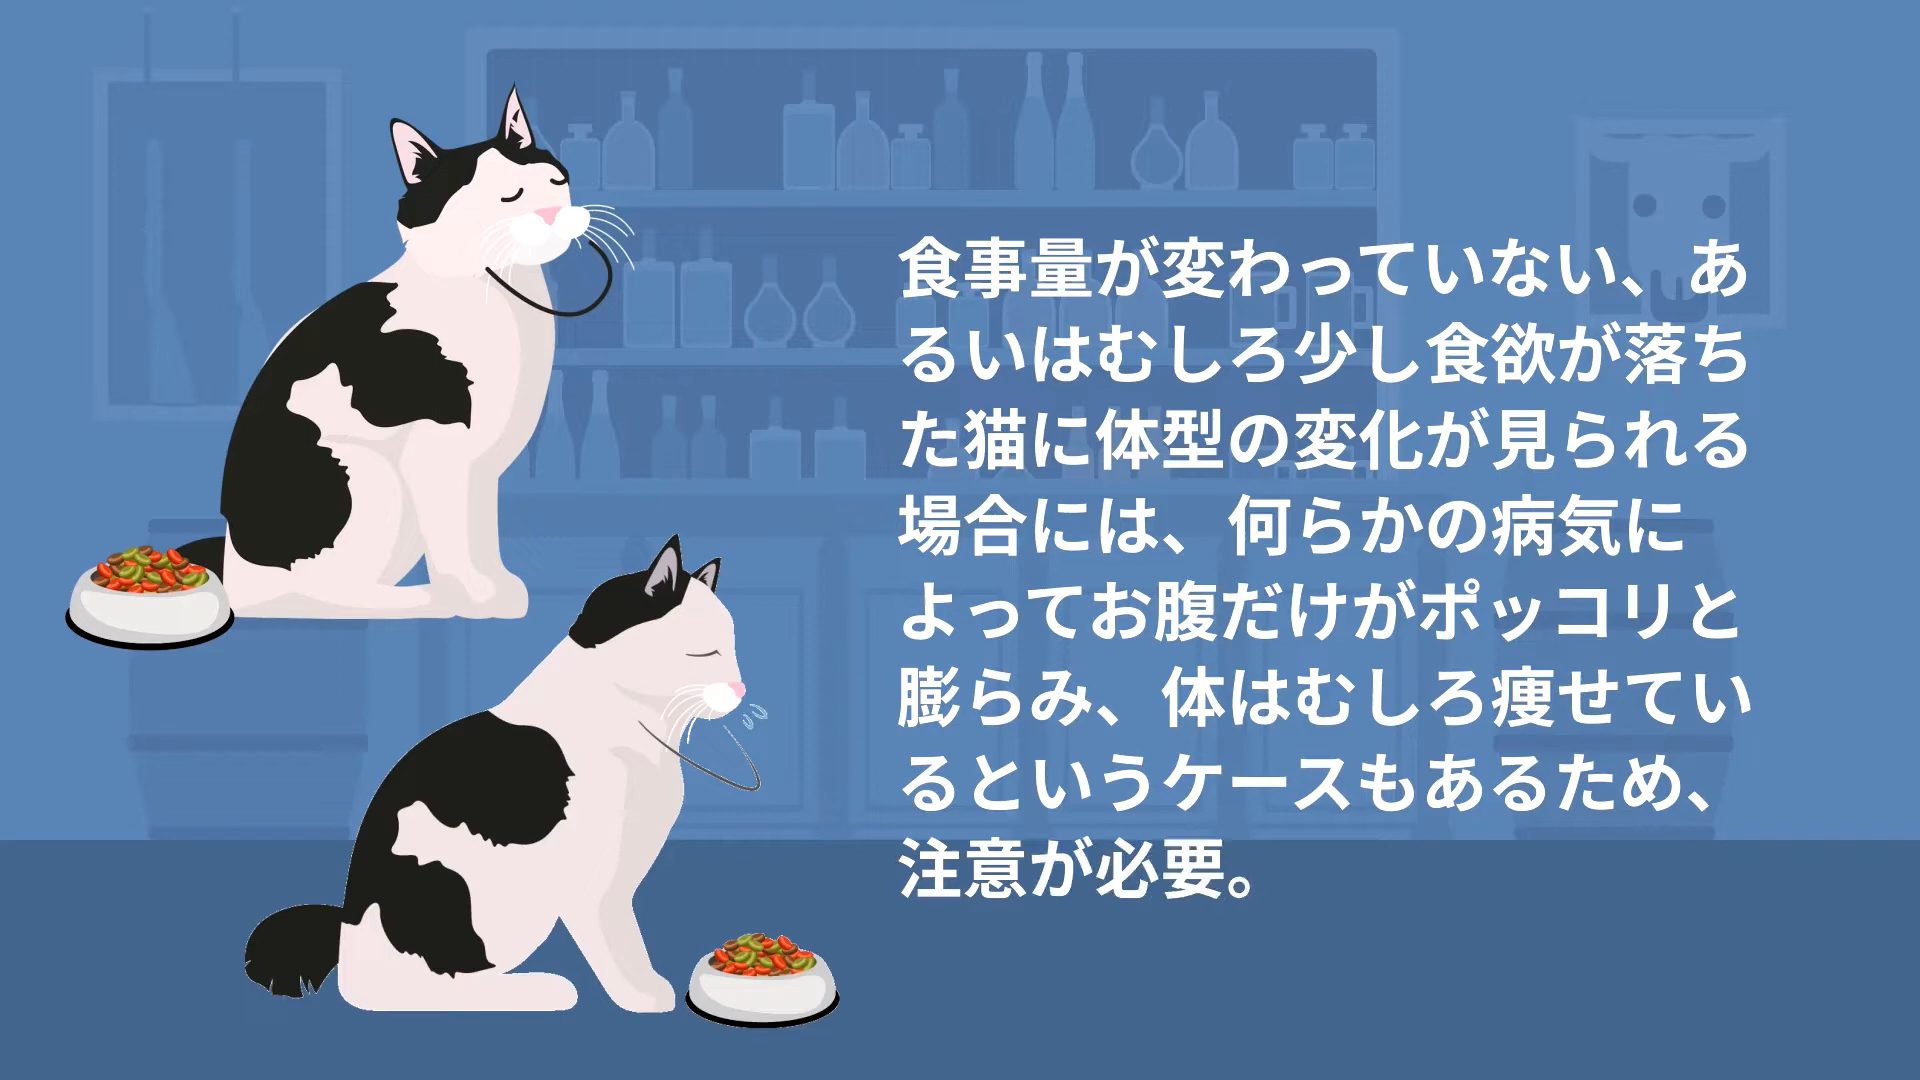 食事量が変わっていない、あ
るいはむしろ少し食欲が落ち
た猫に体型の変化が見られる
場合には、何らかの病気に
よってお腹だけがポッコリと
膨らみ、体はむしろ痩せてい
るというケースもあるため、
注意が必要。